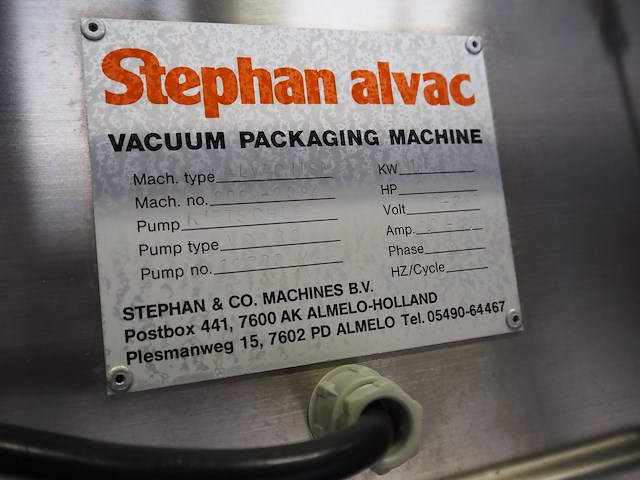 Stephan alvac
VACUUM PACKAGING MACHINE
Mach. type
Mach. no.
Pump
Pump type
Pump no.
KW
HP
Volt
Amp.
Phase
HZ/Cycle
STEPHAN & CO. MACHINES B.V.
Postbox 441, 7600 AK ALMELO-HOLLAND
Plesmanweg 15, 7602 PD ALMELO Tel. 05490-64467